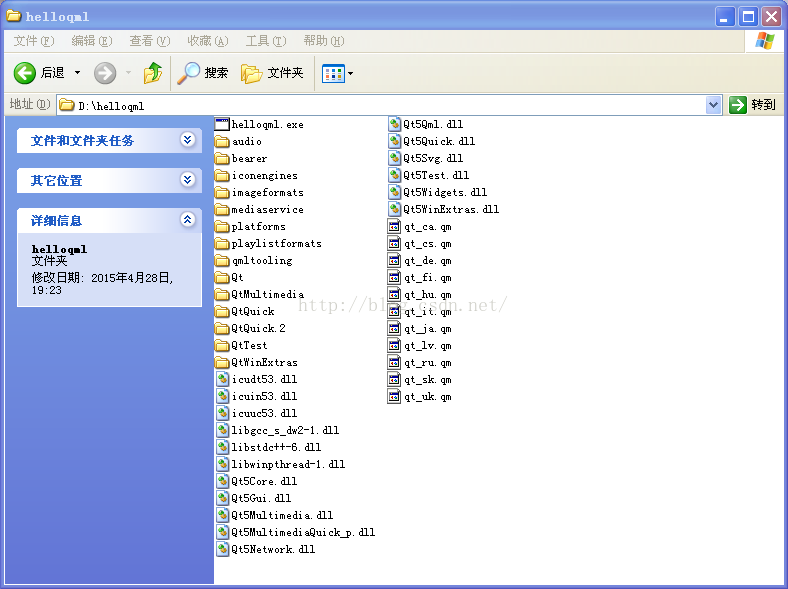 helloqml
文件(F) 编辑(E) 查看(V) 收藏(A) 工具(T) 帮助(H)
后退 搜索 文件夹
地址(D) D:\helloqml 转到
文件和文件夹任务
其它位置
详细信息
helloqml
文件夹
修改日期: 2015年4月28日,
19:23
helloqml.exe
audio
bearer
iconengines
imageformats
mediaservice
platforms
playlistformats
qmltooling
Qt
QtMultimedia
QtQuick
QtQuick.2
QtTest
QtWinExtras
icudt53.dll
icuin53.dll
icuuc53.dll
libgcc_s_dw2-1.dll
libstdc++-6.dll
libwinpthread-1.dll
Qt5Core.dll
Qt5Gui.dll
Qt5Multimedia.dll
Qt5MultimediaQuick_p.dll
Qt5Network.dll
Qt5Qml.dll
Qt5Quick.dll
Qt5Svg.dll
Qt5Test.dll
Qt5Widgets.dll
Qt5WinExtras.dll
qt_ca.qm
qt_cs.qm
qt_de.qm
qt_fi.qm
qt_hu.qm
qt_it.qm
qt_ja.qm
qt_lv.qm
qt_ru.qm
qt_sk.qm
qt_uk.qm
http://blog.csdn.net/